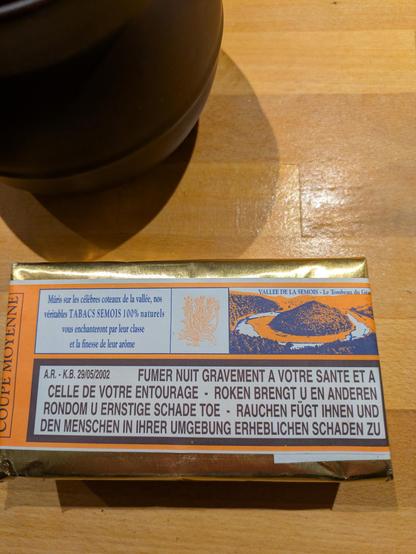 COUPE MOYENNE
Mûris sur les célèbres coteaux de la vallée, nos
véritables TABACS SEMOIS 100% naturels
vous enchanteront par leur classe
et la finesse de leur arôme
VALLÉE DE LA SEMOIS - Le Tombeau du
A.R. - K.B. 29/05/2002 FUMER NUIT GRAVEMENT A VOTRE SANTE ET A
CELLE DE VOTRE ENTOURAGE - ROKEN BRENGT U EN ANDEREN
RONDOM U ERNSTIGE SCHADE TOE - RAUCHEN FÜGT IHNEN UND
DEN MENSCHEN IN IHRER UMGEBUNG ERHEBLICHEN SCHADEN ZU